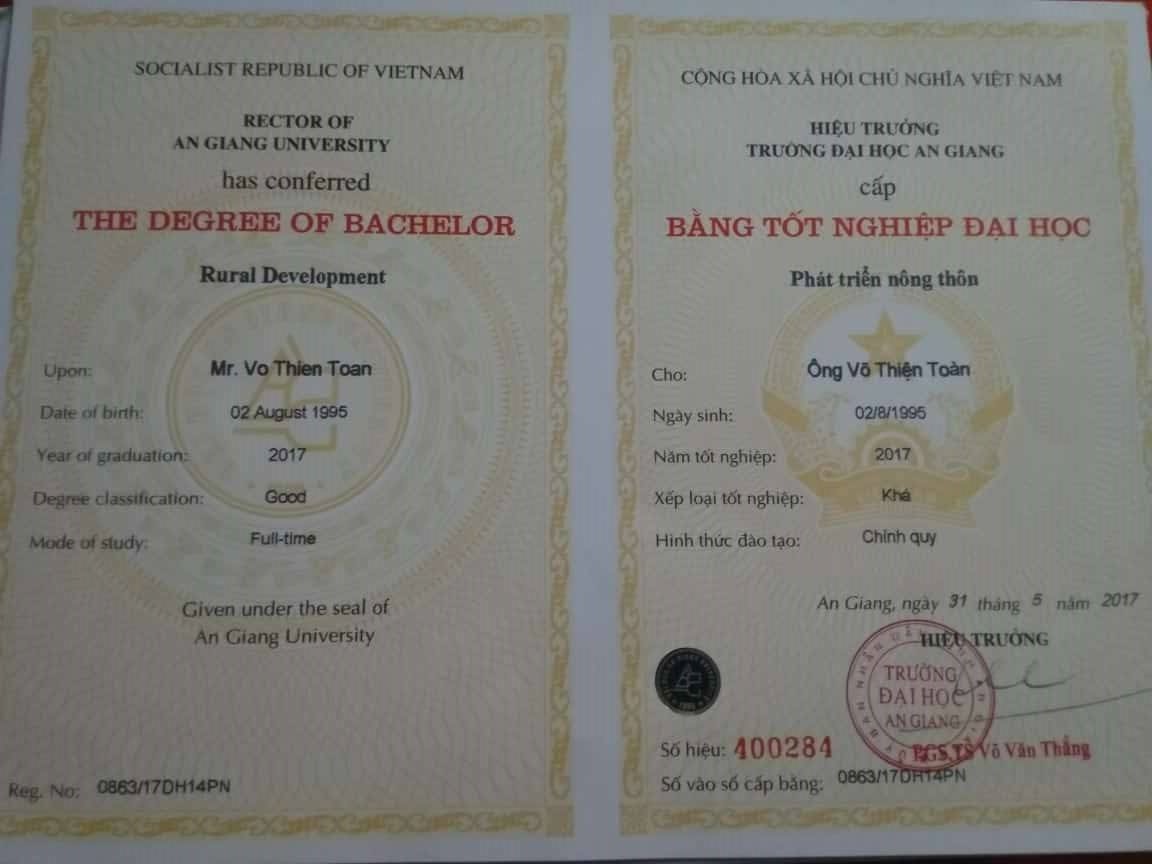 SOCIALIST REPUBLIC OF VIETNAM
RECTOR OF
AN GIANG UNIVERSITY
has conferred
THE DEGREE OF BACHELOR
Rural Development
Upon: Mr. Vo Thien Toan
Date of birth: 02 August 1995
Year of graduation: 2017
Degree classification: Good
Mode of study: Full-time
Given under the seal of
An Giang University
Reg. No: 0863/17DH14PN
CỘNG HÒA XÃ HỘI CHỦ NGHĨA VIỆT NAM
HIỆU TRƯỞNG
TRƯỜNG ĐẠI HỌC AN GIANG
cấp
BẰNG TỐT NGHIỆP ĐẠI HỌC
Phát triển nông thôn
Cho: Ông Võ Thiện Toàn
Ngày sinh: 02/8/1995
Năm tốt nghiệp: 2017
Xếp loại tốt nghiệp: Khá
Hình thức đào tạo: Chính quy
An Giang, ngày 31 tháng 5 năm 2017
HIỆU TRƯỞNG
TRƯỜNG
ĐẠI HỌC
AN GIANG
PGS.TS Võ Văn Thắng
Số hiệu: 400284
Số vào sổ cấp bằng: 0863/17DH14PN